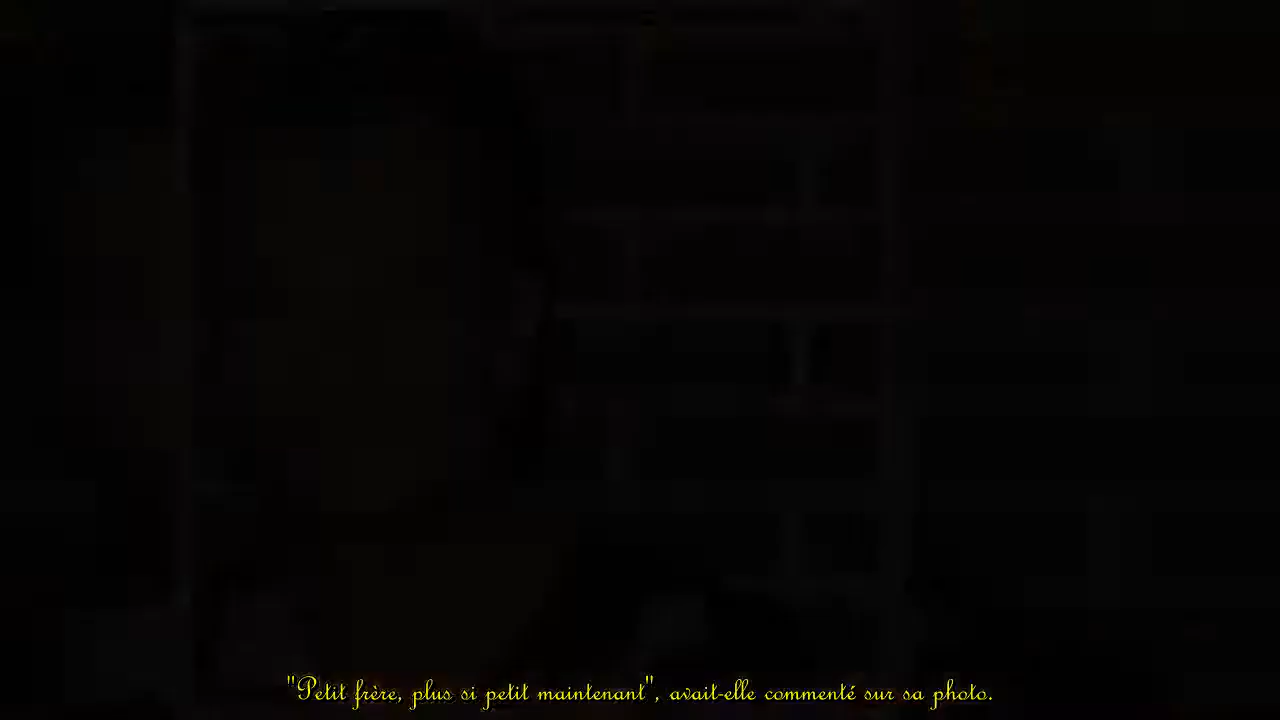 "Petit frère, plus si petit maintenant", avait-elle commenté sur sa photo.